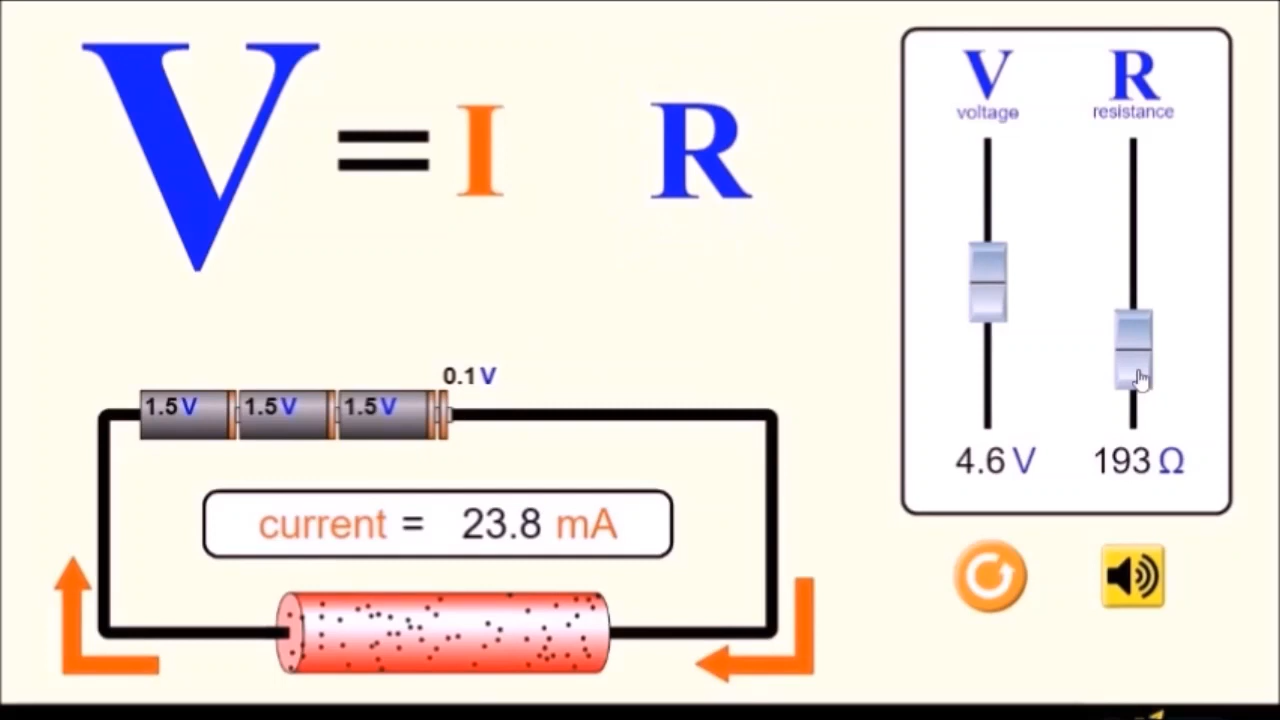 V = I R
V R
voltage resistance
0.1 V
1.5 V 1.5 V 1.5 V
4.6 V 193 Ω
current = 23.8 mA